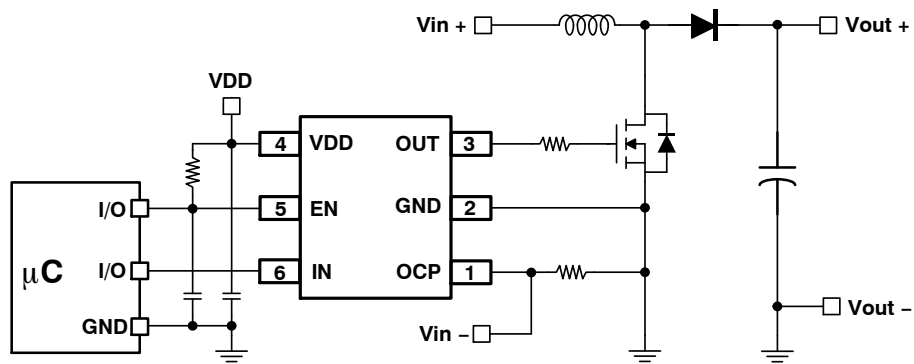 Vin + Vout +
VDD
4 VDD OUT 3
I/O 5 EN GND 2
μC I/O 6 IN OCP 1
GND Vin − Vout −